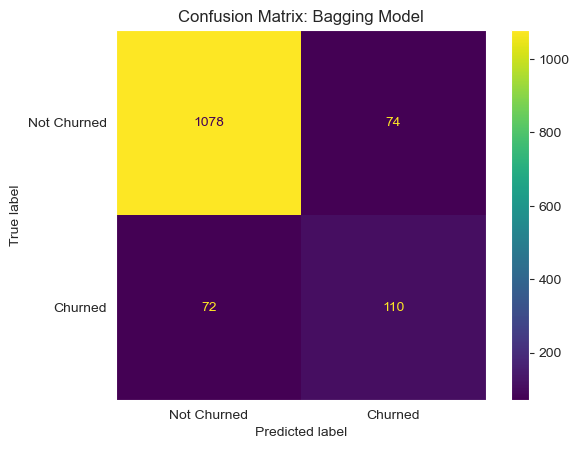 Confusion Matrix: Bagging Model
True label
Not Churned
1078
74
Churned
72
110
Not Churned
Churned
Predicted label
1000
800
600
400
200